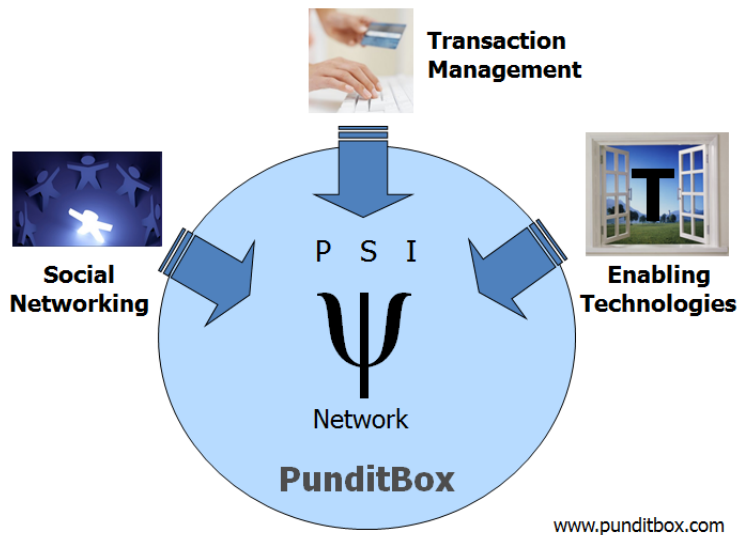 Transaction
Management
Social
Networking
T
Enabling
Technologies
P S I
ψ
Network
PunditBox
www.punditbox.com